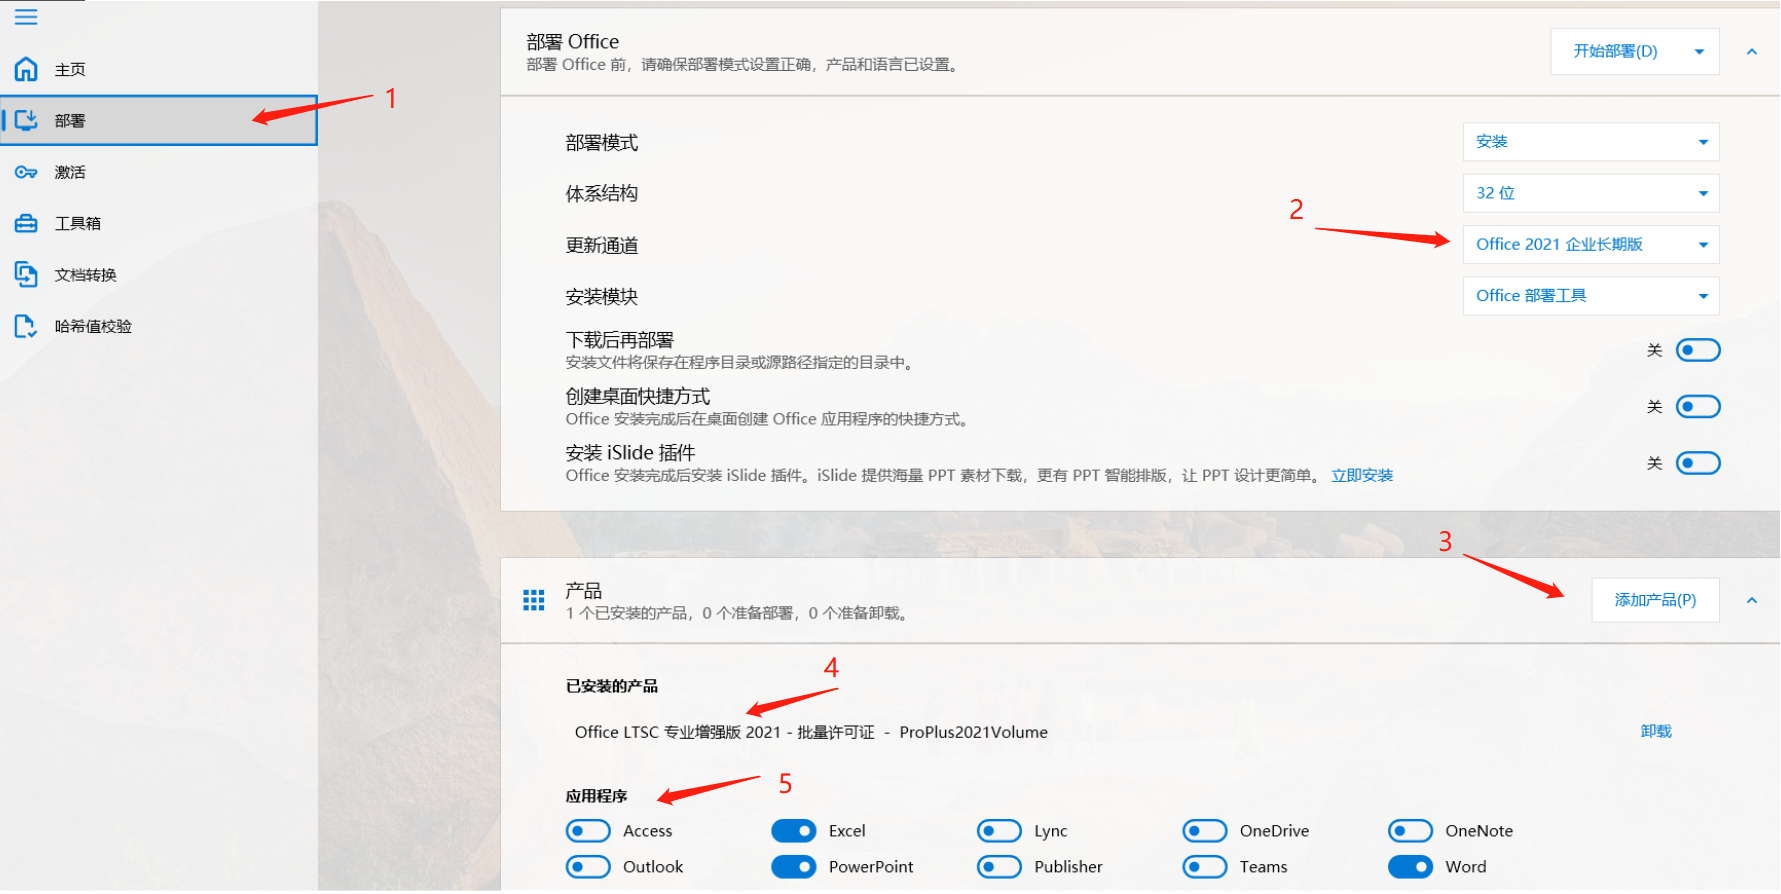 主页
部署
激活
工具箱
文档转换
哈希值校验
1
部署 Office
部署 Office 前，请确保部署模式设置正确，产品和语言已设置。
开始部署(D)
部署模式
安装
体系结构
32 位
2
更新通道
Office 2021 企业长期版
安装模块
Office 部署工具
下载后再部署
安装文件将保存在程序目录或源路径指定的目录中。
关
创建桌面快捷方式
Office 安装完成后在桌面创建 Office 应用程序的快捷方式。
关
安装 iSlide 插件
Office 安装完成后安装 iSlide 插件。iSlide 提供海量 PPT 素材下载，更有 PPT 智能排版，让 PPT 设计更简单。 立即安装
关
3
产品
1 个已安装的产品，0 个准备部署，0 个准备卸载。
添加产品(P)
4
已安装的产品
Office LTSC 专业增强版 2021 - 批量许可证 - ProPlus2021Volume
卸载
5
应用程序
Access Excel Lync OneDrive OneNote
Outlook PowerPoint Publisher Teams Word